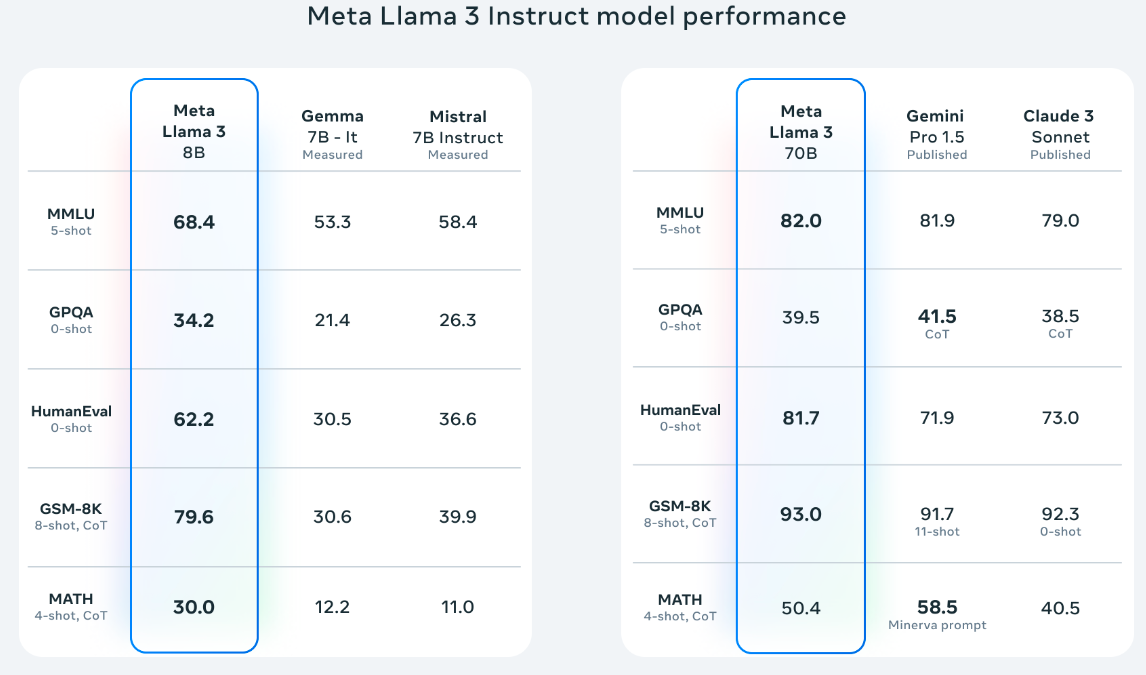 Meta Llama 3 Instruct model performance
Meta
Llama 3
8B
Gemma
7B - It
Measured
Mistral
7B Instruct
Measured
MMLU
5-shot
68.4
53.3
58.4
GPQA
0-shot
34.2
21.4
26.3
HumanEval
0-shot
62.2
30.5
36.6
GSM-8K
8-shot, CoT
79.6
30.6
39.9
MATH
4-shot, CoT
30.0
12.2
11.0
Meta
Llama 3
70B
Gemini
Pro 1.5
Published
Claude 3
Sonnet
Published
MMLU
5-shot
82.0
81.9
79.0
GPQA
0-shot
39.5
41.5
CoT
38.5
CoT
HumanEval
0-shot
81.7
71.9
73.0
GSM-8K
8-shot, CoT
93.0
91.7
11-shot
92.3
0-shot
MATH
4-shot, CoT
50.4
58.5
Minerva prompt
40.5